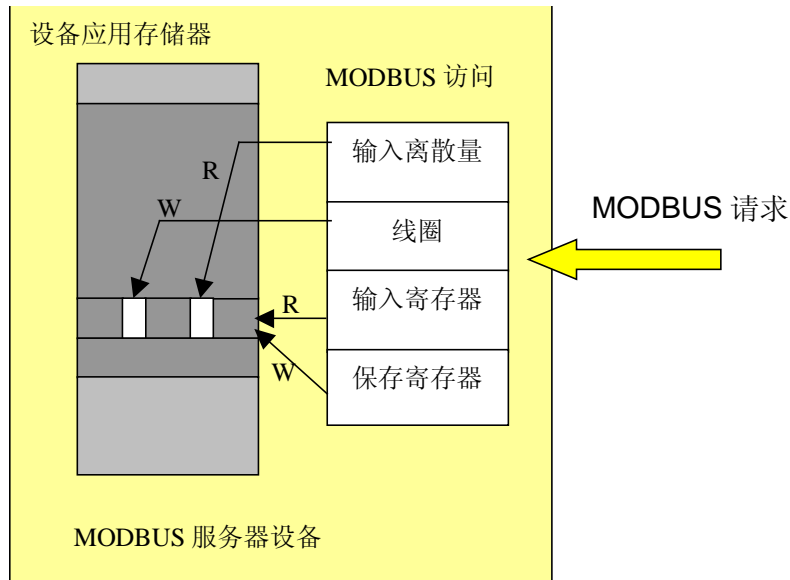 设备应用存储器
MODBUS 访问
输入离散量
R
W
线圈
MODBUS 请求
输入寄存器
R
W
保存寄存器
MODBUS 服务器设备